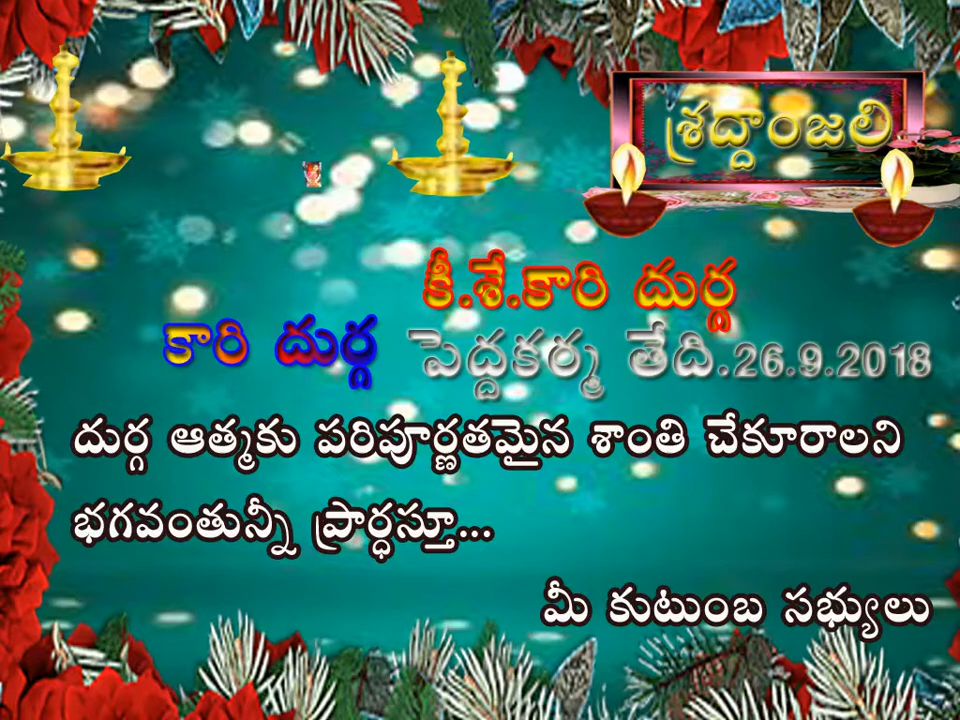 శ్రద్ధాంజలి
కీ.శే.కారి దుర్గ
కారి దుర్గ
పెద్దకర్మ తేది.26.9.2018
దుర్గ ఆత్మకు పరిపూర్ణతమైన శాంతి చేకూరాలని
భగవంతున్నీ ప్రార్ధస్తూ...
మీ కుటుంబ సభ్యులు